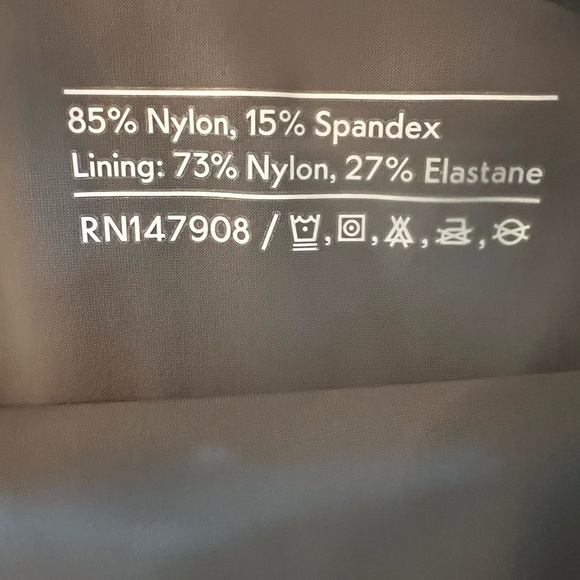 85% Nylon, 15% Spandex
Lining: 73% Nylon, 27% Elastane
RN147908 / , , , ,